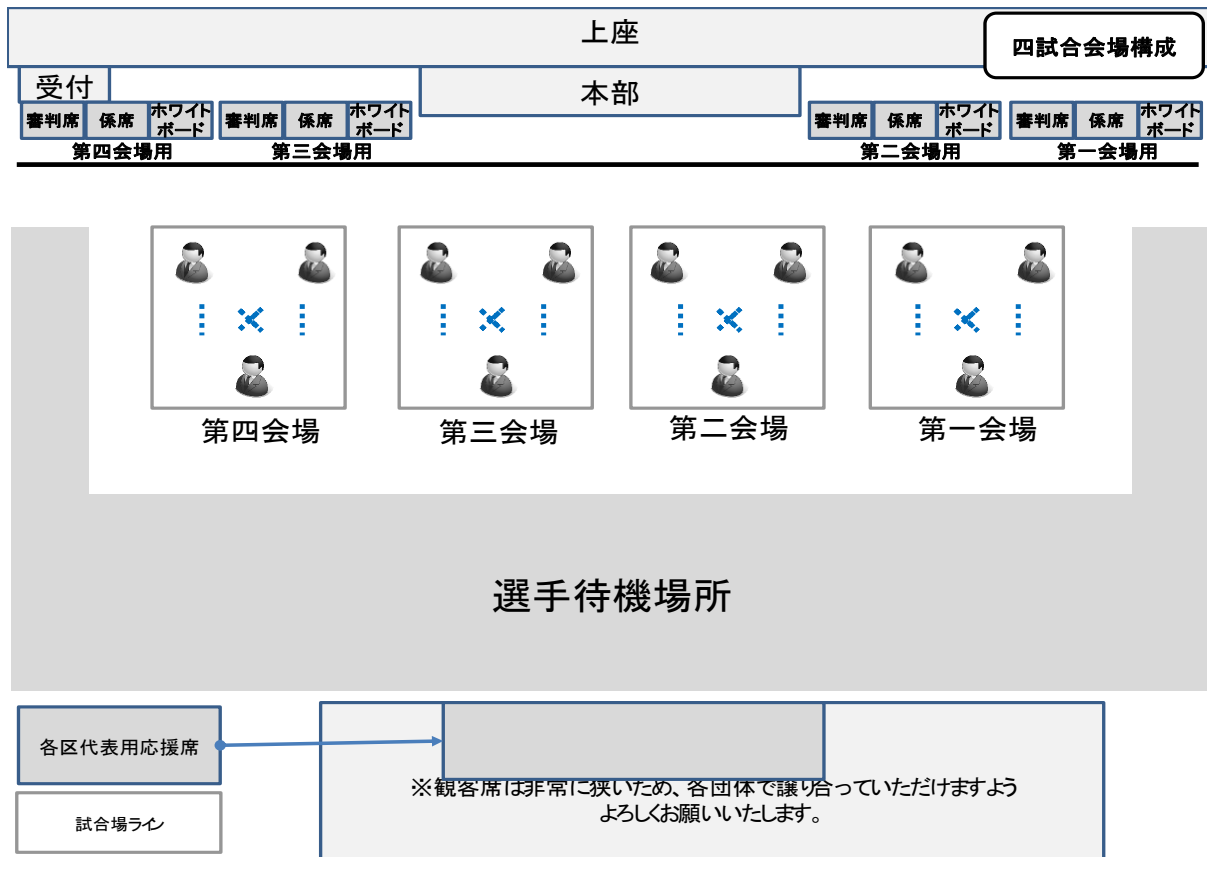 上座
四試合会場構成
受付
本部
審判席 係席 ホワイト
ボード
審判席 係席 ホワイト
ボード
審判席 係席 ホワイト
ボード
審判席 係席 ホワイト
ボード
第四会場用 第三会場用 第二会場用 第一会場用
第四会場 第三会場 第二会場 第一会場
選手待機場所
各区代表用応援席
※観客席は非常に狭いため、各団体で譲り合っていただけますよう
よろしくお願いいたします。
試合場ライン